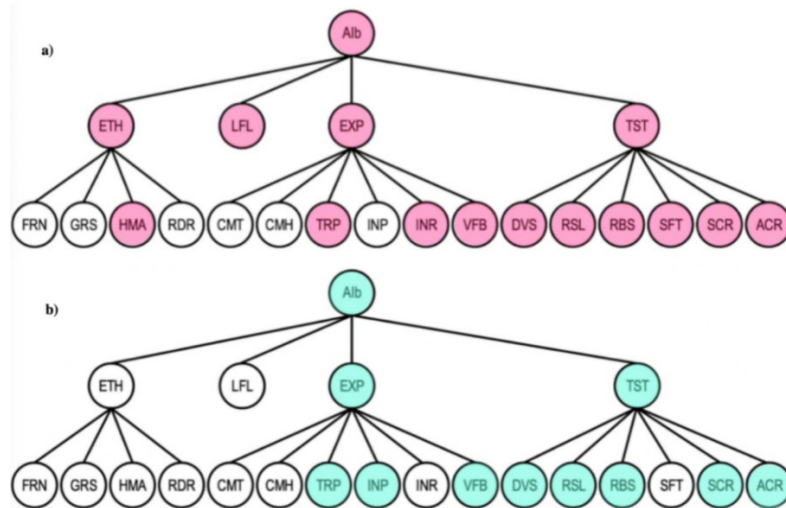 AIb
a)
ETH LFL EXP TST
FRN GRS HMA RDR CMT CMH TRP INP INR VFB DVS RSL RBS SFT SCR ACR
AIb
b)
ETH LFL EXP TST
FRN GRS HMA RDR CMT CMH TRP INP INR VFB DVS RSL RBS SFT SCR ACR